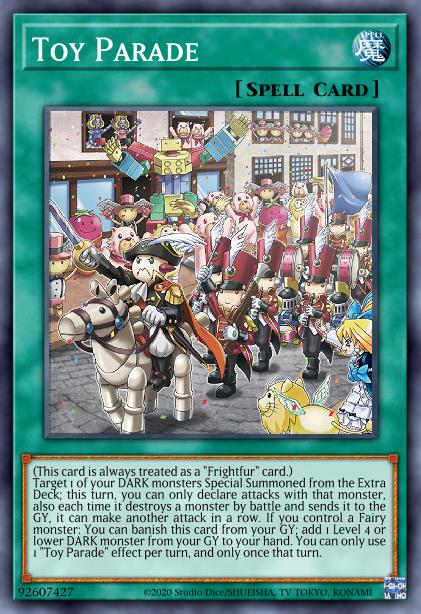 TOY PARADE
SPELL
魔
[SPELL CARD]
(This card is always treated as a "Frightfur" card.)
Target 1 of your DARK monsters Special Summoned from the Extra
Deck; this turn, you can only declare attacks with that monster,
also each time it destroys a monster by battle and sends it to the
GY, it can make another attack in a row. If you control a Fairy
monster: You can banish this card from your GY; add 1 Level 4 or
lower DARK monster from your GY to your hand. You can only use
1 "Toy Parade" effect per turn, and only once that turn.
92607427
©2020 Studio Dice/SHUEISHA, TV TOKYO, KONAMI